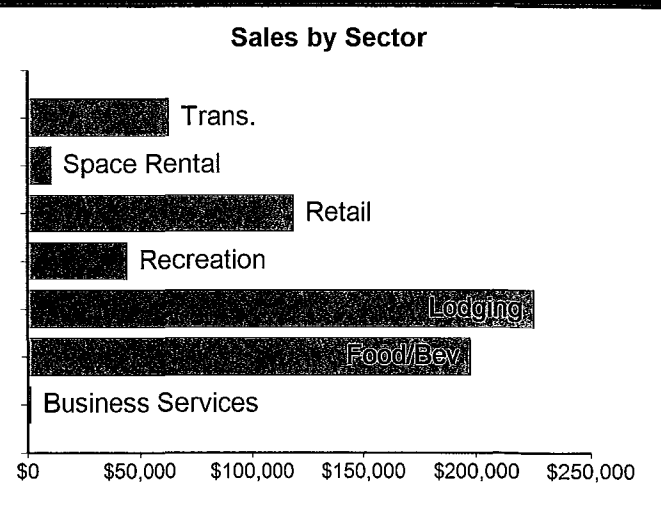 Sales by Sector
Trans.
Space Rental
Retail
Recreation
Lodging
Food/Bev
Business Services
$0 $50,000 $100,000 $150,000 $200,000 $250,000